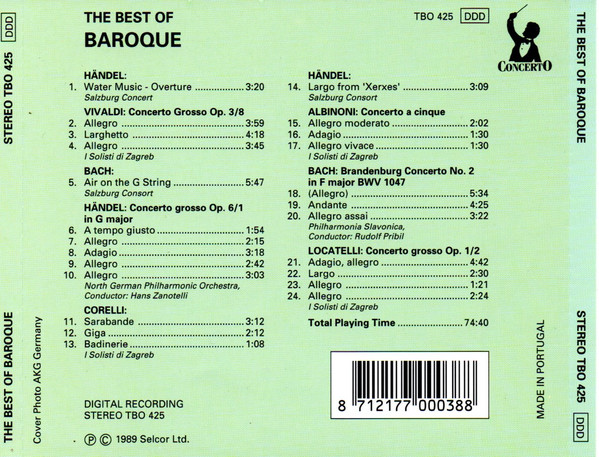 STEREO TBO 425 DDD
THE BEST OF BAROQUE
Cover Photo AKG Germany
THE BEST OF
BAROQUE
HÄNDEL:
1. Water Music - Overture .................. 3:20
Salzburg Concert
VIVALDI: Concerto Grosso Op. 3/8
2. Allegro .................. 3:59
3. Larghetto .................. 4:18
4. Allegro .................. 3:45
I Solisti di Zagreb
BACH:
5. Air on the G String .................. 5:47
Salzburg Consort
HÄNDEL: Concerto grosso Op. 6/1
in G major
6. A tempo giusto .................. 1:54
7. Allegro .................. 2:15
8. Adagio .................. 3:18
9. Allegro .................. 2:42
10. Allegro .................. 3:03
North German Philharmonic Orchestra,
Conductor: Hans Zanotelli
CORELLI:
11. Sarabande .................. 3:12
12. Giga .................. 2:12
13. Badinerie .................. 1:08
I Solisti di Zagreb
DIGITAL RECORDING
STEREO TBO 425
Ⓟ © 1989 Selcor Ltd.
TBO 425 DDD
CONCERTO
HÄNDEL:
14. Largo from 'Xerxes' .................. 3:09
Salzburg Consort
ALBINONI: Concerto a cinque
15. Allegro moderato .................. 2:02
16. Adagio .................. 1:30
17. Allegro vivace .................. 1:30
I Solisti di Zagreb
BACH: Brandenburg Concerto No. 2
in F major BWV 1047
18. (Allegro) .................. 5:34
19. Andante .................. 4:25
20. Allegro assai .................. 3:22
Philharmonia Slavonica,
Conductor: Rudolf Pribil
LOCATELLI: Concerto grosso Op. 1/2
21. Adagio, allegro .................. 4:42
22. Largo .................. 2:30
23. Allegro .................. 1:21
24. Allegro .................. 2:24
I Solisti di Zagreb
Total Playing Time .................. 74:40
8 712177 000388
MADE IN PORTUGAL
THE BEST OF BAROQUE
STEREO TBO 425 DDD